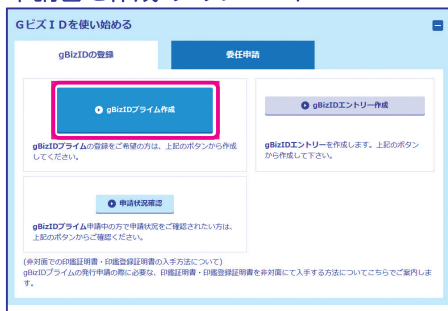 GビズIDを使い始める
gBizIDの登録
委任申請
gBizIDプライム作成
gBizIDエントリー作成
gBizIDプライムの登録をご希望の方は、上記のボタンから作成
してください。
gBizIDエントリーを作成します。上記のボタン
から作成して下さい。
申請状況確認
gBizIDプライム申請中の方で申請状況をご確認されたい方は、
上記のボタンからご確認ください。
(非対面での印鑑証明書・印鑑登録証明書の入手方法について)
gBizIDプライムの発行申請の際に必要な、印鑑証明書・印鑑登録証明書を非対面にて入手する方法についてこちらでご案内しま
す。